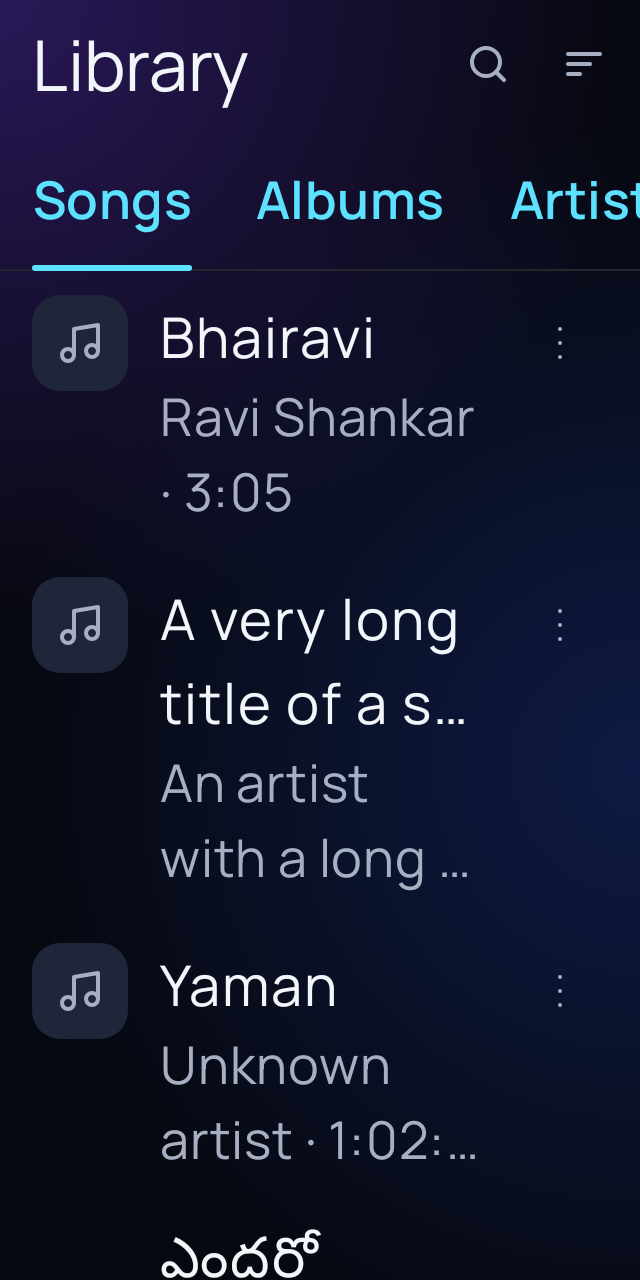 Library
Songs Albums Artist
Bhairavi
Ravi Shankar
· 3:05
A very long
title of a s…
An artist
with a long …
Yaman
Unknown
artist · 1:02:…
ఎందరో